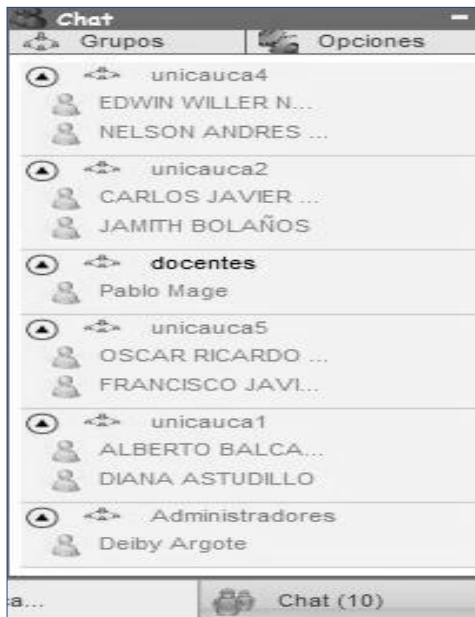 Chat
Grupos Opciones
unicauca4
EDWIN WILLER N...
NELSON ANDRES ...
unicauca2
CARLOS JAVIER ...
JAMITH BOLAÑOS
docentes
Pablo Mage
unicauca5
OSCAR RICARDO ...
FRANCISCO JAVI...
unicauca1
ALBERTO BALCA...
DIANA ASTUDILLO
Administradores
Deiby Argote
a... Chat (10)